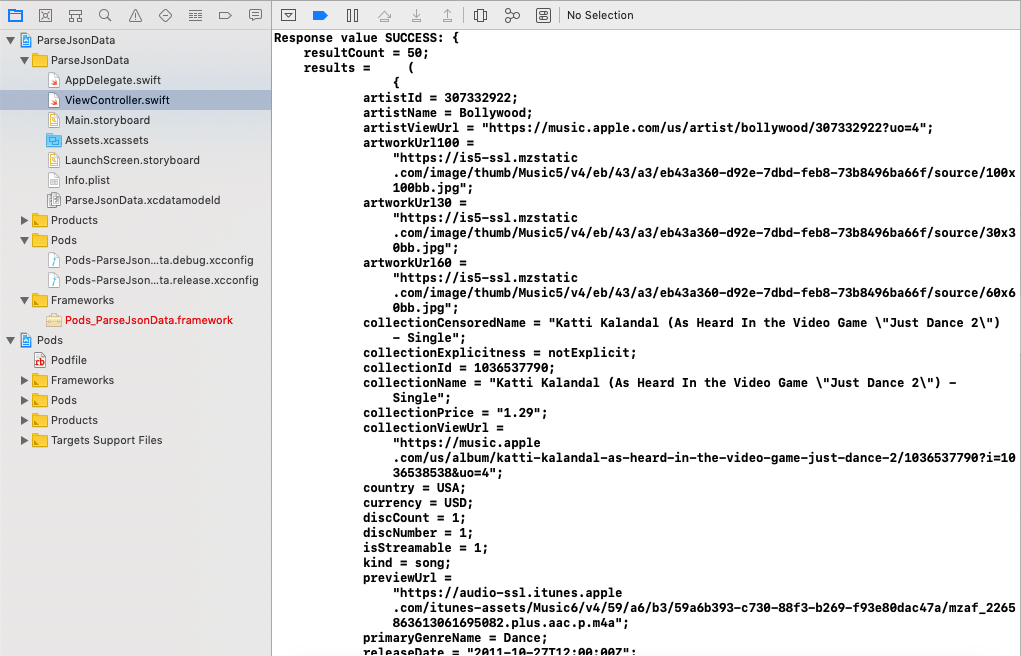 No Selection
ParseJsonData
ParseJsonData
AppDelegate.swift
ViewController.swift
Main.storyboard
Assets.xcassets
LaunchScreen.storyboard
Info.plist
ParseJsonData.xcdatamodeld
Products
Pods
Pods-ParseJson...ta.debug.xcconfig
Pods-ParseJson...ta.release.xcconfig
Frameworks
Pods_ParseJsonData.framework
Pods
Podfile
Frameworks
Pods
Products
Targets Support Files
Response value SUCCESS: {
resultCount = 50;
results =     (
{
artistId = 307332922;
artistName = Bollywood;
artistViewUrl = "https://music.apple.com/us/artist/bollywood/307332922?uo=4";
artworkUrl100 =
"https://is5-ssl.mzstatic
.com/image/thumb/Music5/v4/eb/43/a3/eb43a360-d92e-7dbd-feb8-73b8496ba66f/source/100x
100bb.jpg";
artworkUrl30 =
"https://is5-ssl.mzstatic
.com/image/thumb/Music5/v4/eb/43/a3/eb43a360-d92e-7dbd-feb8-73b8496ba66f/source/30x3
0bb.jpg";
artworkUrl60 =
"https://is5-ssl.mzstatic
.com/image/thumb/Music5/v4/eb/43/a3/eb43a360-d92e-7dbd-feb8-73b8496ba66f/source/60x6
0bb.jpg";
collectionCensoredName = "Katti Kalandal (As Heard In the Video Game \"Just Dance 2\")
- Single";
collectionExplicitness = notExplicit;
collectionId = 1036537790;
collectionName = "Katti Kalandal (As Heard In the Video Game \"Just Dance 2\") -
Single";
collectionPrice = "1.29";
collectionViewUrl =
"https://music.apple
.com/us/album/katti-kalandal-as-heard-in-the-video-game-just-dance-2/1036537790?i=10
36538538&uo=4";
country = USA;
currency = USD;
discCount = 1;
discNumber = 1;
isStreamable = 1;
kind = song;
previewUrl =
"https://audio-ssl.itunes.apple
.com/itunes-assets/Music6/v4/59/a6/b3/59a6b393-c730-88f3-b269-f93e80dac47a/mzaf_2265
863613061695082.plus.aac.p.m4a";
primaryGenreName = Dance;
releaseDate = "2011-10-27T12:00:00Z";